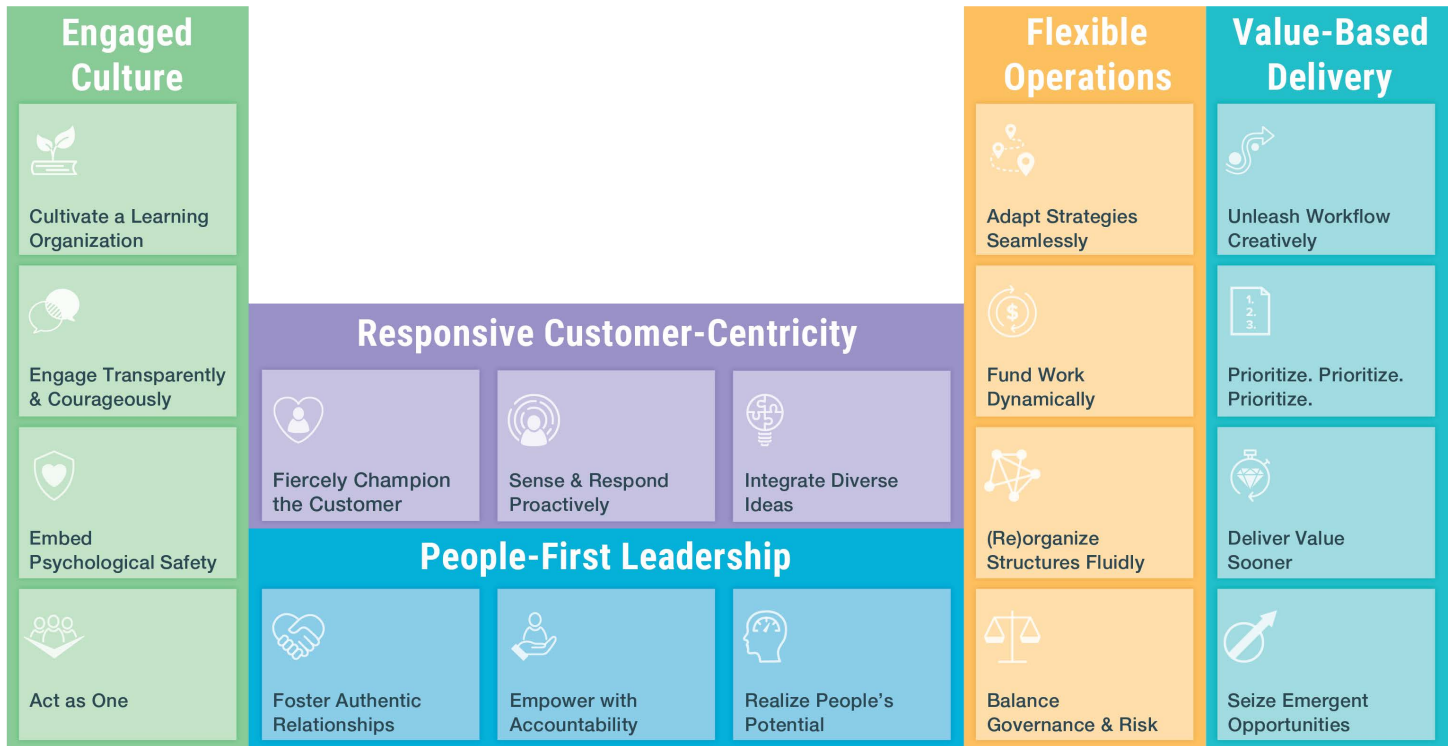 Engaged
Culture
Cultivate a Learning
Organization
Engage Transparently
& Courageously
Embed
Psychological Safety
Act as One
Responsive Customer-Centricity
Fiercely Champion
the Customer
Sense & Respond
Proactively
Integrate Diverse
Ideas
People-First Leadership
Foster Authentic
Relationships
Empower with
Accountability
Realize People’s
Potential
Flexible
Operations
Adapt Strategies
Seamlessly
$
Fund Work
Dynamically
(Re)organize
Structures Fluidly
Balance
Governance & Risk
Value-Based
Delivery
Unleash Workflow
Creatively
1.
2.
3.
Prioritize. Prioritize.
Prioritize.
Deliver Value
Sooner
Seize Emergent
Opportunities